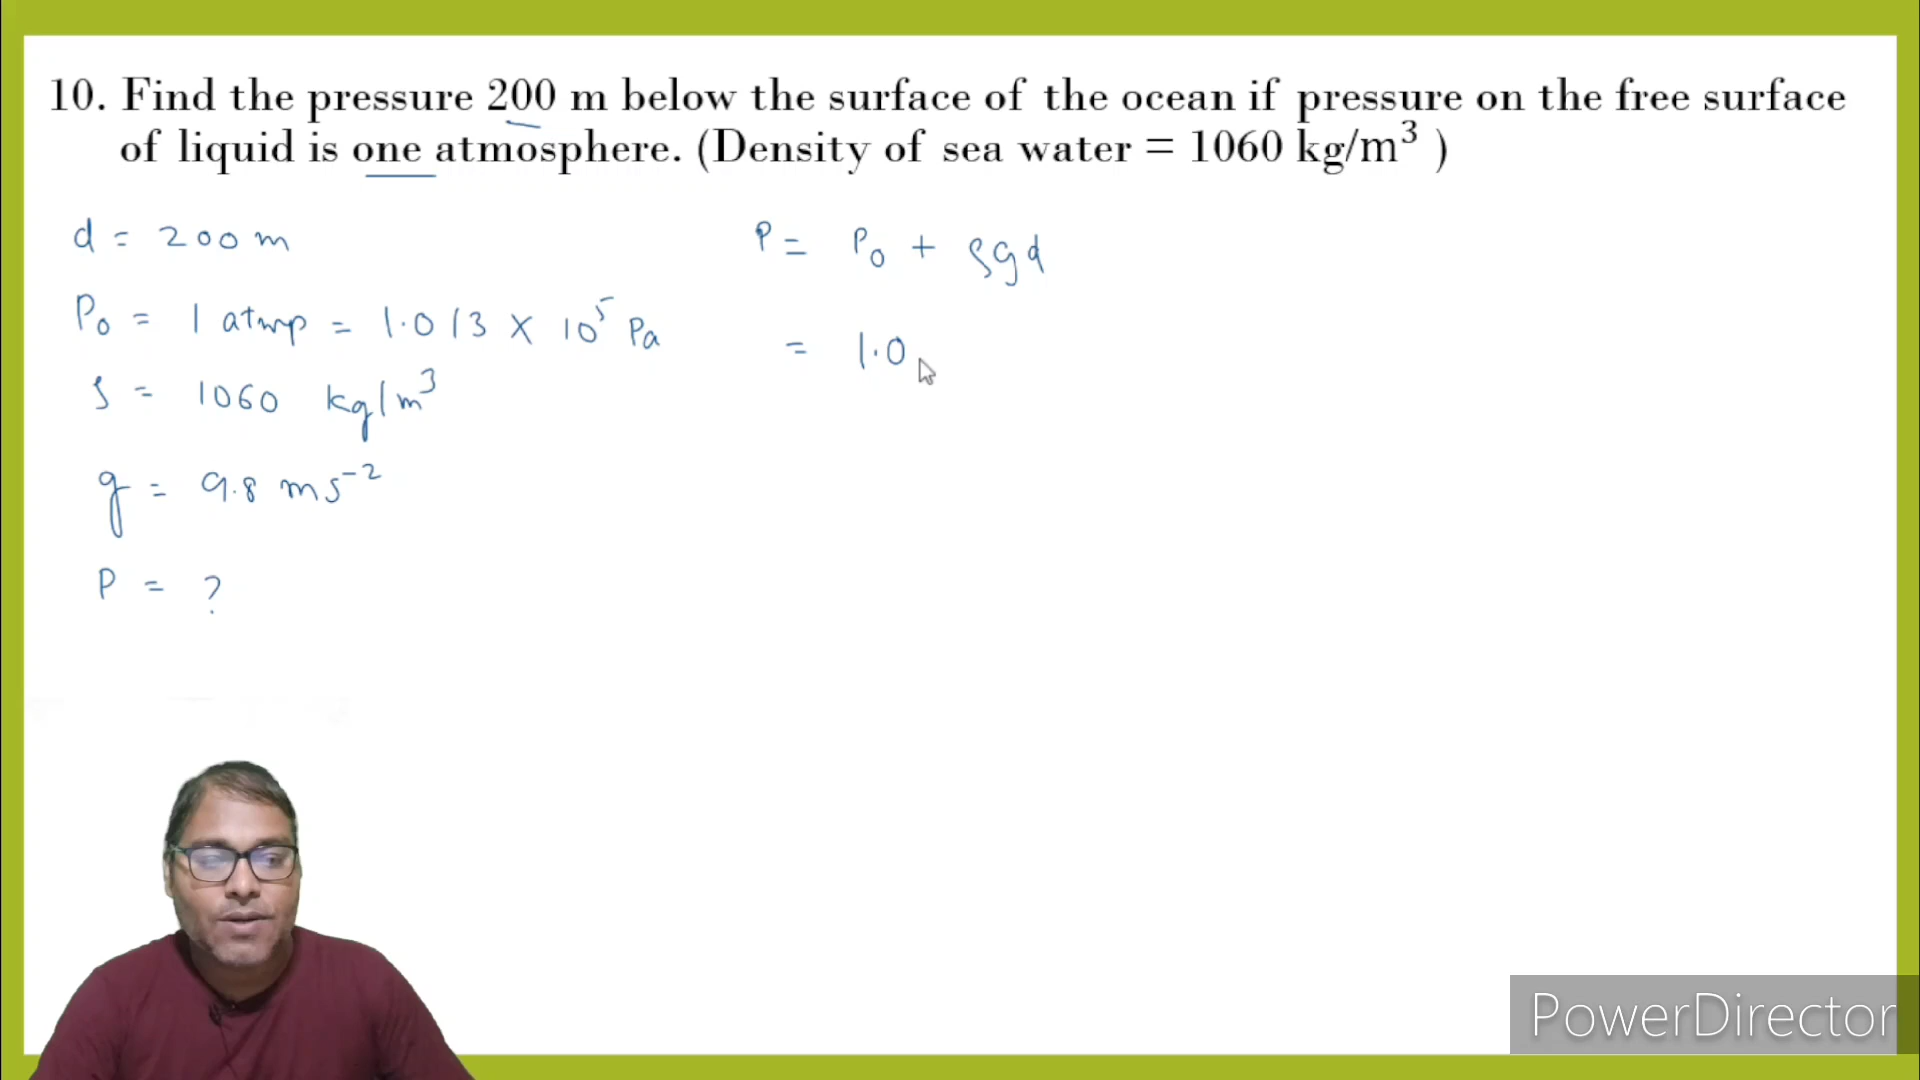 10. Find the pressure 200 m below the surface of the ocean if pressure on the free surface
of liquid is one atmosphere. (Density of sea water = 1060 kg/m³ )
d = 200 m
P₀ = 1 atmp = 1.013 × 10⁵ Pa
ρ = 1060 kg/m³
g = 9.8 ms⁻²
P = ?
P = P₀ + ρgd
= 1.0
PowerDirector